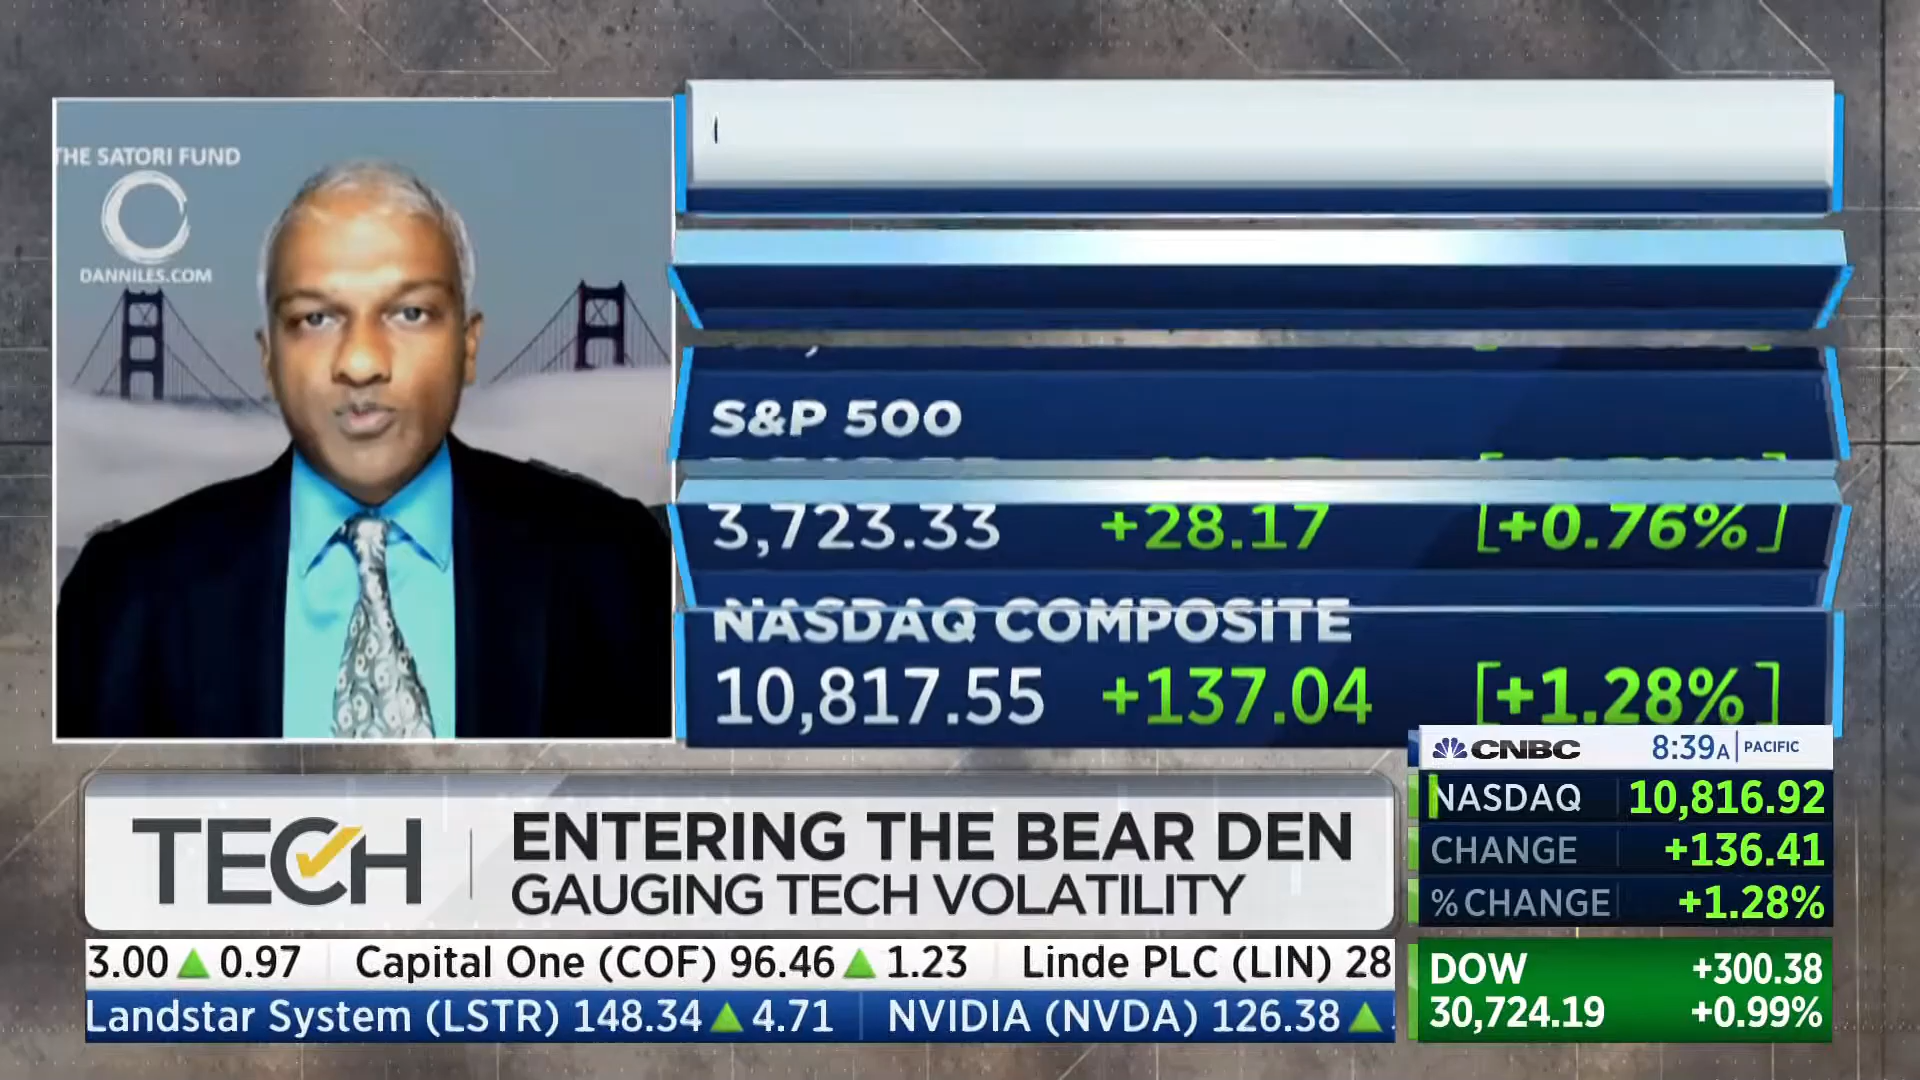 THE SATORI FUND
DANNILES.COM
S&P 500
3,723.33 +28.17 [+0.76%]
NASDAQ COMPOSITE
10,817.55 +137.04 [+1.28%]
CNBC 8:39A PACIFIC
NASDAQ 10,816.92
CHANGE +136.41
% CHANGE +1.28%
TECH
ENTERING THE BEAR DEN
GAUGING TECH VOLATILITY
3.00 ▲ 0.97 Capital One (COF) 96.46 ▲ 1.23 Linde PLC (LIN) 28
Landstar System (LSTR) 148.34 ▲ 4.71 NVIDIA (NVDA) 126.38 ▲
DOW +300.38
30,724.19 +0.99%